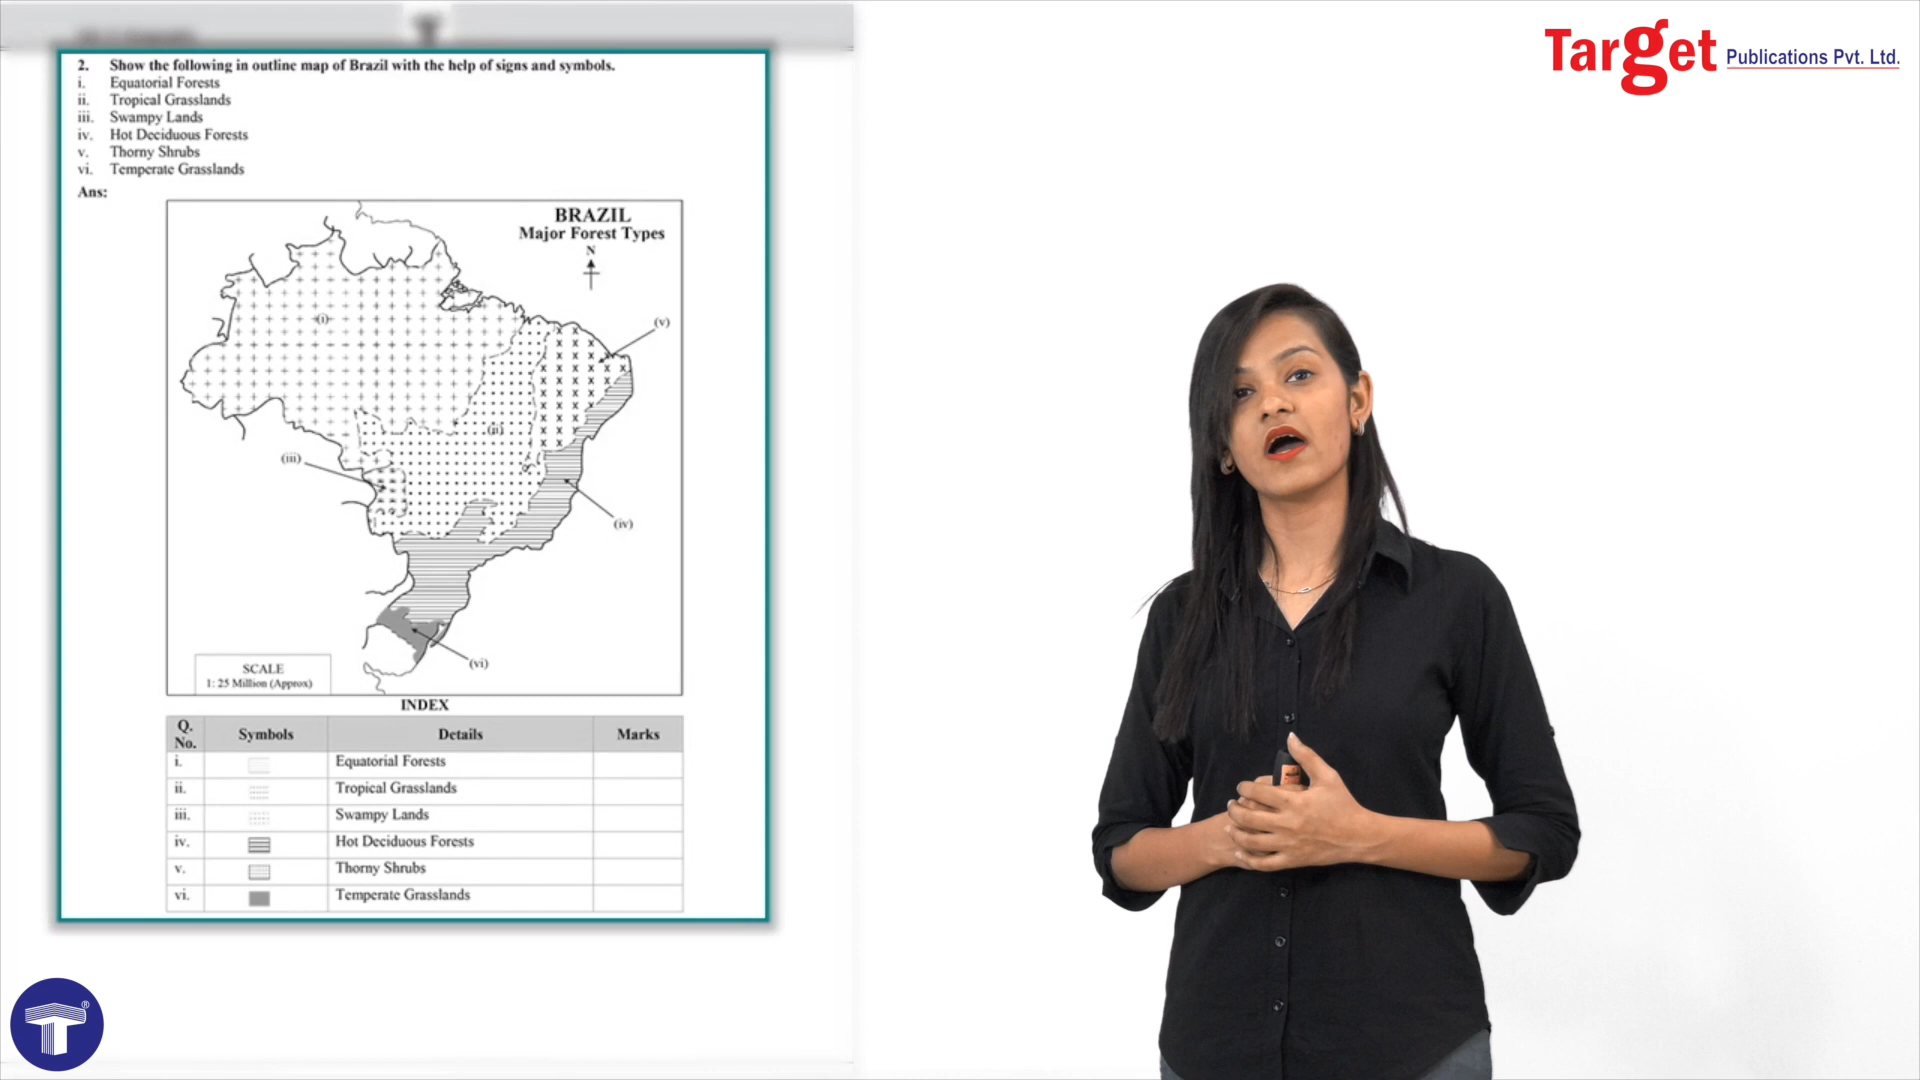 Target Publications Pvt. Ltd.
2. Show the following in outline map of Brazil with the help of signs and symbols.
i. Equatorial Forests
ii. Tropical Grasslands
iii. Swampy Lands
iv. Hot Deciduous Forests
v. Thorny Shrubs
vi. Temperate Grasslands
Ans:
BRAZIL
Major Forest Types
N
(i)
(v)
(ii)
(iii)
(iv)
(vi)
SCALE
1: 25 Million (Approx)
INDEX
Q. No. Symbols Details Marks
i. Equatorial Forests
ii. Tropical Grasslands
iii. Swampy Lands
iv. Hot Deciduous Forests
v. Thorny Shrubs
vi. Temperate Grasslands
T ®